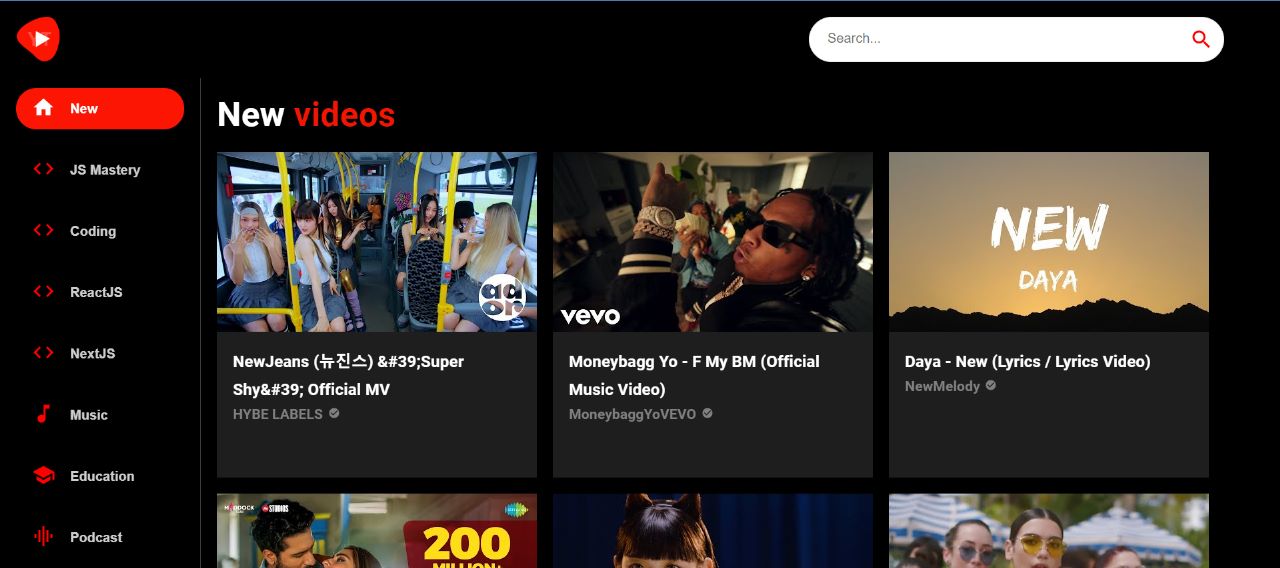 Search...
New
JS Mastery
Coding
ReactJS
NextJS
Music
Education
Podcast
New videos
vevo
NEW
DAYA
NewJeans (뉴진스) &#39;Super
Shy&#39; Official MV
HYBE LABELS
Moneybagg Yo - F My BM (Official
Music Video)
MoneybaggYoVEVO
Daya - New (Lyrics / Lyrics Video)
NewMelody
MADDOCK
STUDIOS
200
MILLION+